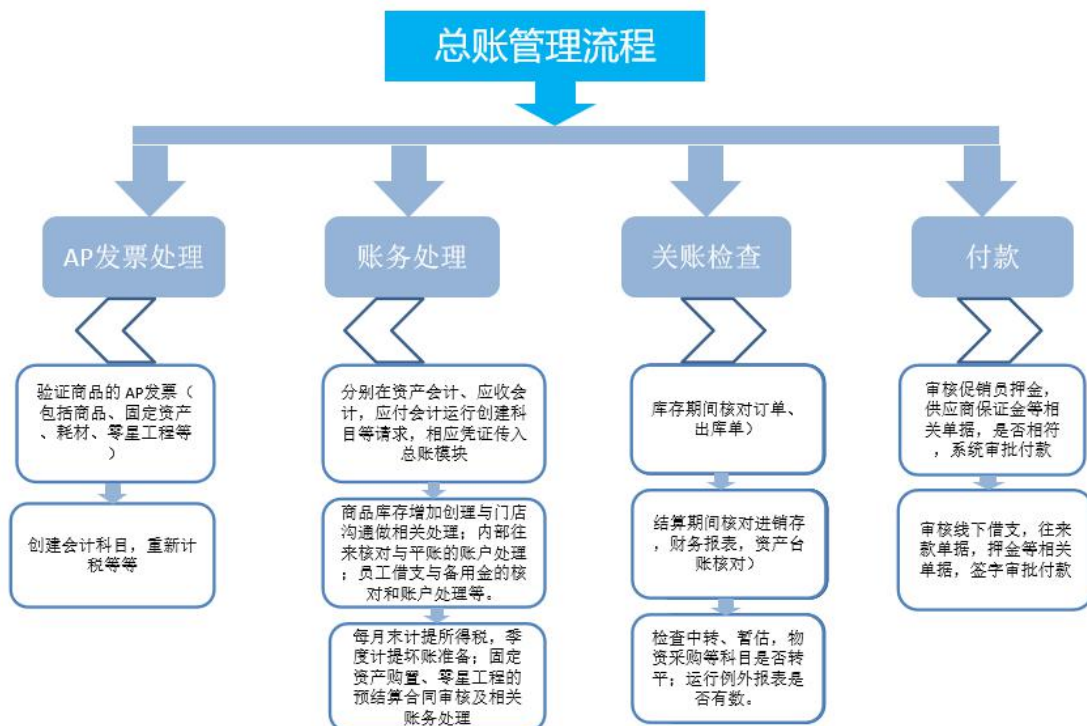 总账管理流程
AP发票处理
账务处理
关账检查
付款
验证商品的 AP发票（
包括商品、固定资产
、耗材、零星工程等
）
创建会计科目，重新计
税等等
分别在资产会计、应收会
计，应付会计运行创建科
目等请求，相应凭证传入
总账模块
商品库存增加创理与门店
沟通做相关处理；内部往
来核对与平账的账户处理
；员工借支与备用金的核
对和账户处理等。
每月末计提所得税，季
度计提坏账准备；固定
资产购置、零星工程的
预结算合同审核及相关
账务处理
库存期间核对订单、
出库单）
结算期间核对进销存
，财务报表，资产台
账核对）
检查中转、暂估，物
资采购等科目是否转
平；运行例外报表是
否有数。
审核促销员押金，
供应商保证金等相
关单据，是否相符
，系统审批付款
审核线下借支，往来
款单据，押金等相关
单据，签字审批付款